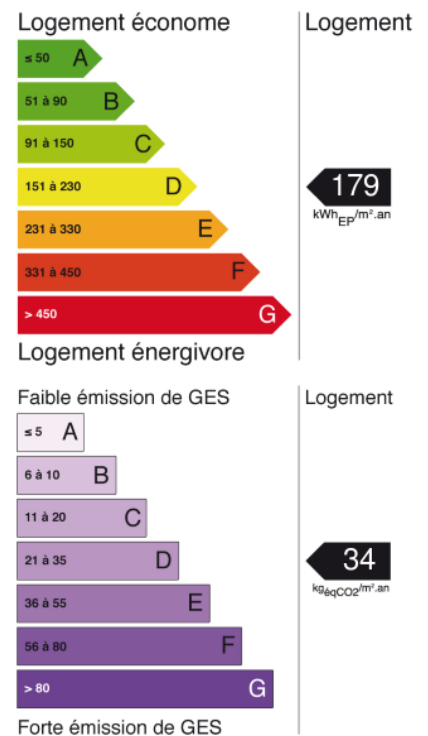 Logement économe
Logement
≤ 50 A
51 à 90 B
91 à 150 C
151 à 230 D
179
kWhEP/m².an
231 à 330 E
331 à 450 F
> 450 G
Logement énergivore
Faible émission de GES
Logement
≤ 5 A
6 à 10 B
11 à 20 C
21 à 35 D
34
kgéqCO2/m².an
36 à 55 E
56 à 80 F
> 80 G
Forte émission de GES